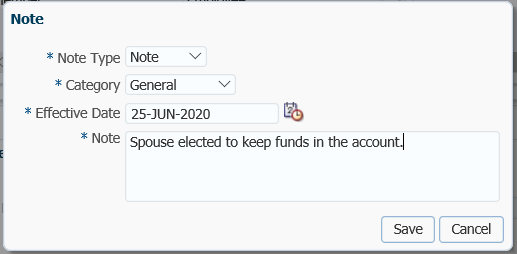 Note
* Note Type Note
* Category General
* Effective Date 25-JUN-2020
* Note Spouse elected to keep funds in the account.
Save Cancel